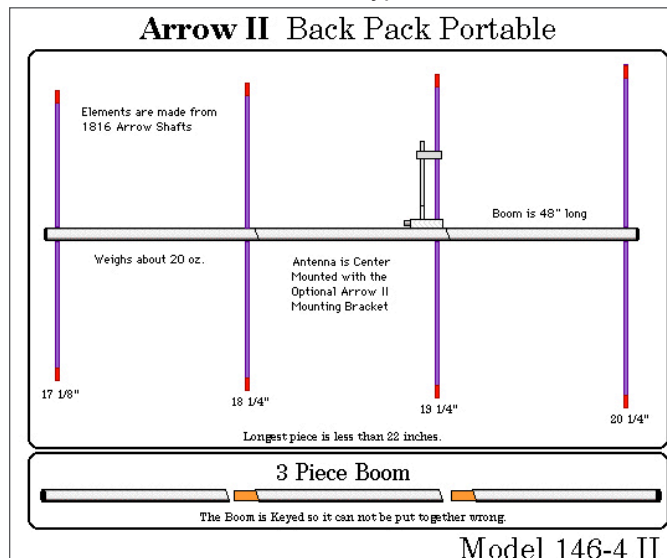 Arrow II Back Pack Portable
Elements are made from
1816 Arrow Shafts
Boom is 48" long
Weighs about 20 oz.
Antenna is Center
Mounted with the
Optional Arrow II
Mounting Bracket
17 1/8"
18 1/4"
19 1/4"
20 1/4"
Longest piece is less than 22 inches.
3 Piece Boom
The Boom is Keyed so it can not be put together wrong.
Model 146-4 II